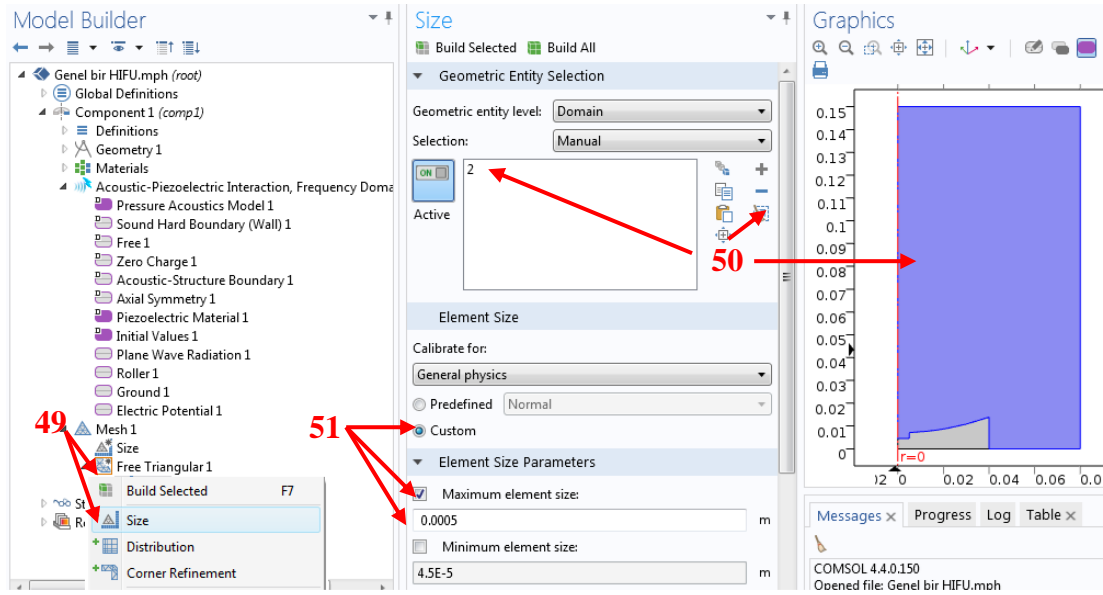 Model Builder
Genel bir HIFU.mph (root)
Global Definitions
Component 1 (comp1)
Definitions
Geometry 1
Materials
Acoustic-Piezoelectric Interaction, Frequency Doma
Pressure Acoustics Model 1
Sound Hard Boundary (Wall) 1
Free 1
Zero Charge 1
Acoustic-Structure Boundary 1
Axial Symmetry 1
Piezoelectric Material 1
Initial Values 1
Plane Wave Radiation 1
Roller 1
Ground 1
Electric Potential 1
49
Mesh 1
Size
Free Triangular 1
Build Selected F7
St
Size
Distribution
Corner Refinement
Size
Build Selected Build All
Geometric Entity Selection
Geometric entity level: Domain
Selection: Manual
ON
2
Active
50
Element Size
Calibrate for:
General physics
Predefined Normal
51
Custom
Element Size Parameters
Maximum element size:
0.0005 m
Minimum element size:
4.5E-5 m
Graphics
0.15
0.14
0.13
0.12
0.11
0.1
0.09
0.08
0.07
0.06
0.05
0.04
0.03
0.02
0.01
0
r=0
0 0.02 0.04 0.06 0.0
Messages Progress Log Table
COMSOL 4.4.0.150
Opened file: Genel bir HIFU.mph